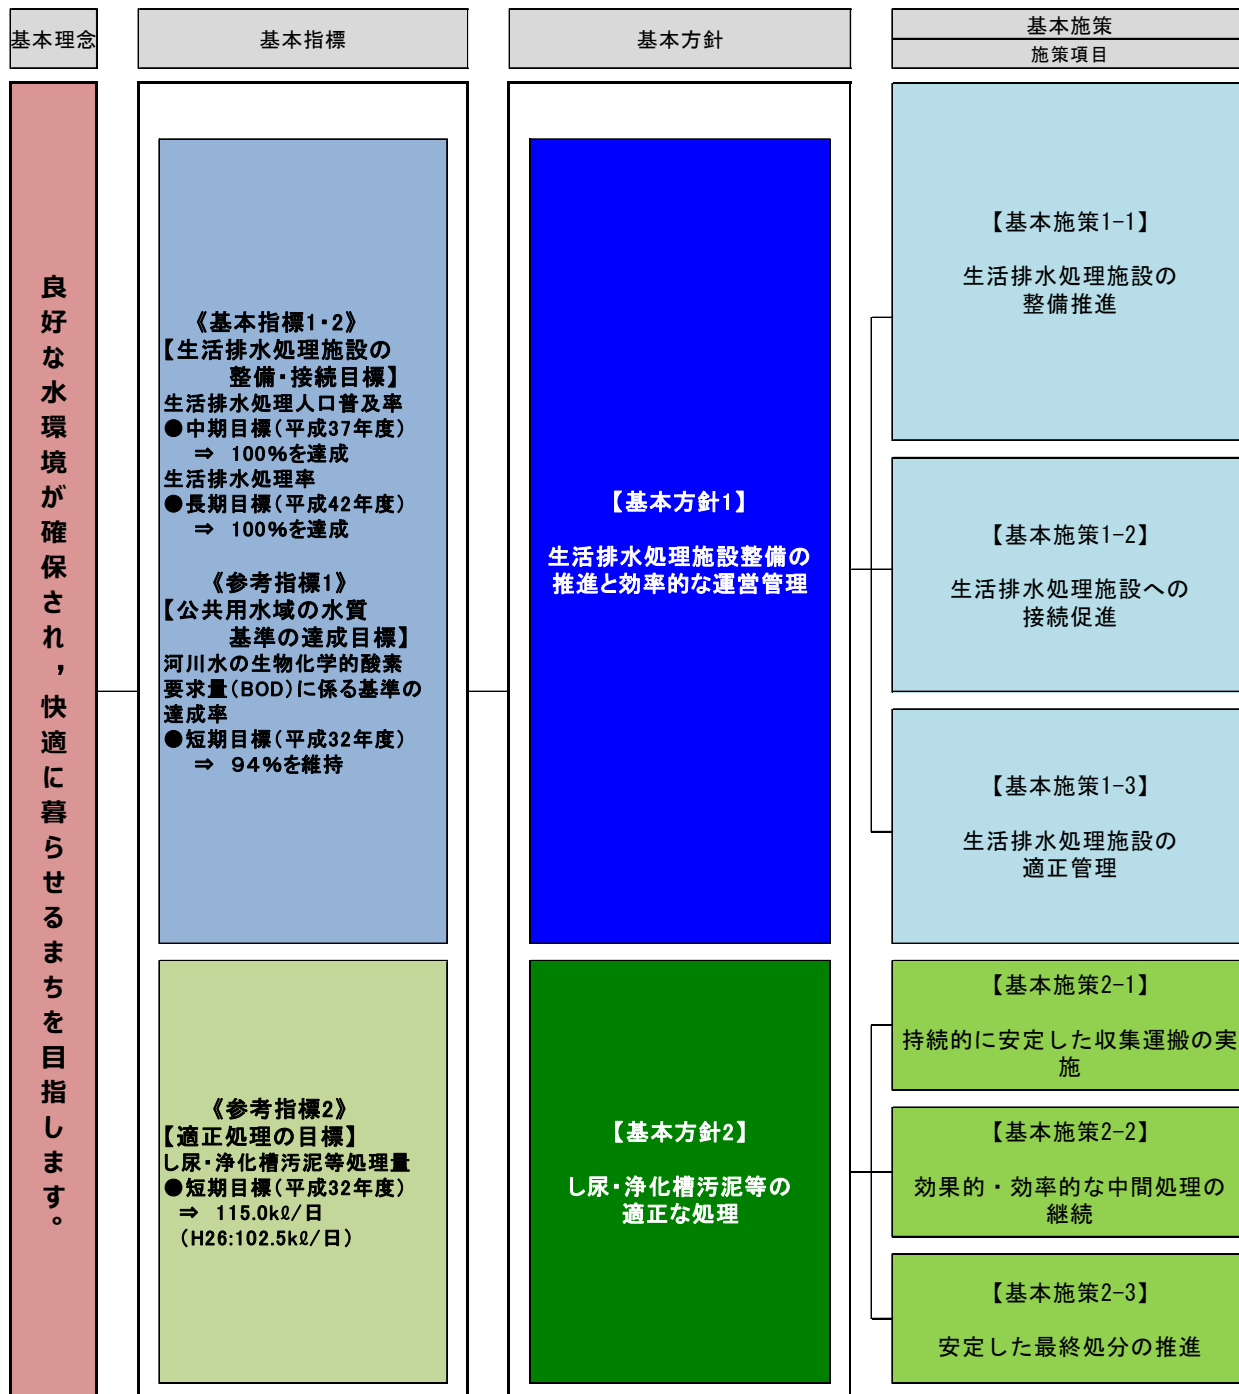 基本理念
基本指標
基本方針
基本施策
施策項目
良好な水環境が確保され，快適に暮らせるまちを目指します。
《基本指標1・2》
【生活排水処理施設の
整備・接続目標】
生活排水処理人口普及率
●中期目標（平成37年度）
⇒ 100%を達成
生活排水処理率
●長期目標（平成42年度）
⇒ 100%を達成
《参考指標1》
【公共用水域の水質
基準の達成目標】
河川水の生物化学的酸素
要求量（BOD）に係る基準の
達成率
●短期目標（平成32年度）
⇒ 94%を維持
《参考指標2》
【適正処理の目標】
し尿・浄化槽汚泥等処理量
●短期目標（平成32年度）
⇒ 115.0kℓ/日
（H26:102.5kℓ/日）
【基本方針1】
生活排水処理施設整備の
推進と効率的な運営管理
【基本方針2】
し尿・浄化槽汚泥等の
適正な処理
【基本施策1-1】
生活排水処理施設の
整備推進
【基本施策1-2】
生活排水処理施設への
接続促進
【基本施策1-3】
生活排水処理施設の
適正管理
【基本施策2-1】
持続的に安定した収集運搬の実
施
【基本施策2-2】
効果的・効率的な中間処理の
継続
【基本施策2-3】
安定した最終処分の推進